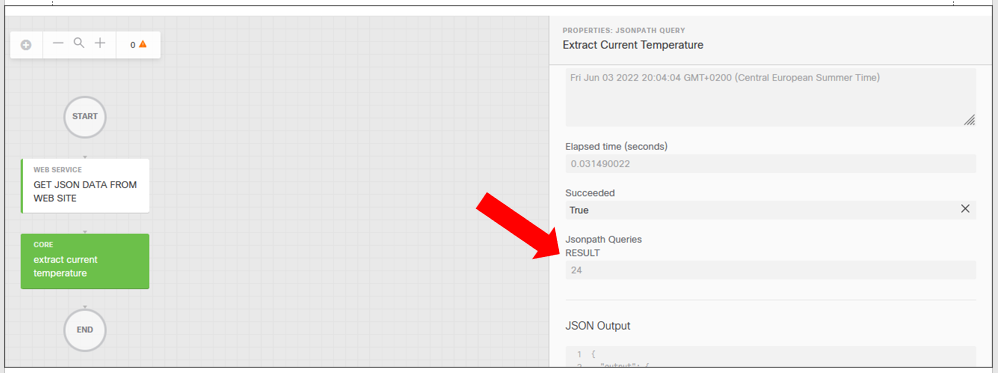 0
START
WEB SERVICE
GET JSON DATA FROM
WEB SITE
CORE
extract current
temperature
END
PROPERTIES: JSONPATH QUERY
Extract Current Temperature
Fri Jun 03 2022 20:04:04 GMT+0200 (Central European Summer Time)
Elapsed time (seconds)
0.031490022
Succeeded
True
Jsonpath Queries
RESULT
24
JSON Output
1 {
2 "output": {